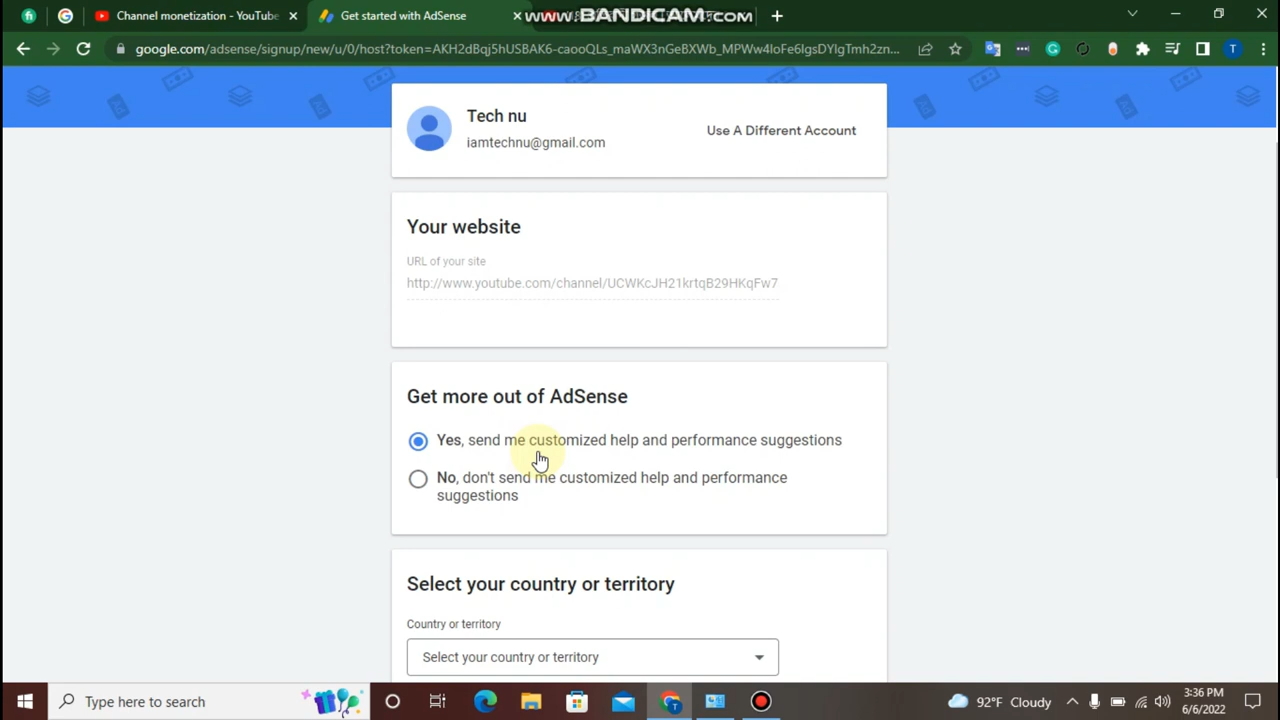 Channel monetization - YouTube
Get started with AdSense
WWW.BANDICAM.COM
google.com/adsense/signup/new/u/0/host?token=AKH2dBqj5hUSBAK6-caooQLs_maWX3nGeBXWb_MPWw4IoFe6IgsDYlgTmh2zn...
T
Tech nu
iamtechnu@gmail.com
Use A Different Account
Your website
URL of your site
http://www.youtube.com/channel/UCWKcJH21krtqB29HKqFw7
Get more out of AdSense
Yes, send me customized help and performance suggestions
No, don't send me customized help and performance
suggestions
Select your country or territory
Country or territory
Select your country or territory
Type here to search
92°F Cloudy
3:36 PM
6/6/2022